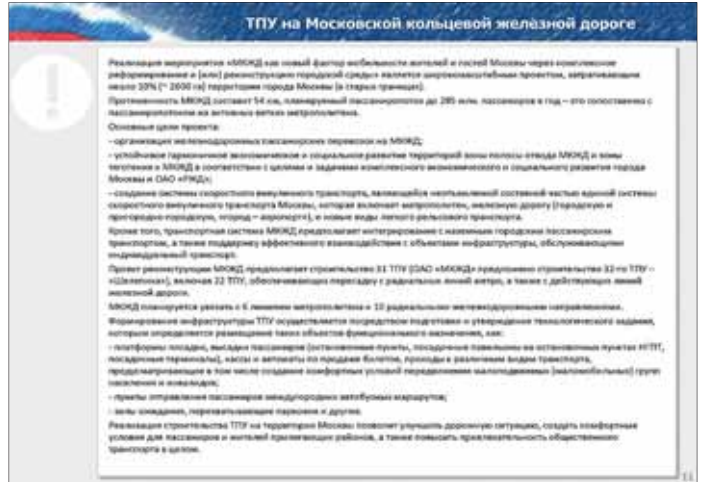 ТПУ на Московской кольцевой железной дороге
Реализация мероприятия «МКЖД как новый фактор мобильности жителей и гостей Москвы через комплексное
реформирование и (или) реконструкцию городской среды» является широкомасштабным проектом, затрагивающим
около 10% (~ 2600 га) территории города Москвы (в старых границах).
Протяженность МКЖД составит 54 км, планируемый пассажиропоток до 285 млн. пассажиров в год – это сопоставимо с
пассажиропотоком на активных ветках метрополитена.
Основные цели проекта:
- организация железнодорожных пассажирских перевозок на МКЖД;
- устойчивое гармоничное экономическое и социальное развитие территорий зоны полосы отвода МКЖД и зоны
тяготения к МКЖД в соответствии с целями и задачами комплексного экономического и социального развития города
Москвы и ОАО «РЖД»;
- создание системы скоростного внеуличного транспорта, являющейся неотъемлемой составной частью единой системы
скоростного внеуличного транспорта Москвы, которая включает метрополитен, железную дорогу (городскую и
пригородно-городскую, «город – аэропорт»), и новые виды легкого рельсового транспорта.
Кроме того, транспортная система МКЖД предполагает интегрирование с наземным городским пассажирским
транспортом, а также поддержку эффективного взаимодействия с объектами инфраструктуры, обслуживающими
индивидуальный транспорт.
Проект реконструкции МКЖД предполагает строительство 31 ТПУ (ОАО «МКЖД» предложено строительство 32-го ТПУ –
«Шелепиха»), включая 22 ТПУ, обеспечивающих пересадку с радиальных линий метро, а также с действующих линий
железной дороги.
МКЖД планируется увязать с 6 линиями метрополитена и 10 радиальными железнодорожными направлениями.
Формирование инфраструктуры ТПУ осуществляется посредством подготовки и утверждения технологического задания,
которым определяется размещение таких объектов функционального назначения, как:
- платформы посадки, высадки пассажиров (остановочные пункты, посадочные павильоны на остановочных пунктах НГПТ,
посадочные терминалы), кассы и автоматы по продаже билетов, проходы к различным видам транспорта,
предусматривающие в том числе создание комфортных условий передвижения малоподвижных (маломобильных) групп
населения и инвалидов;
- пункты отправления пассажиров междугородних автобусных маршрутов;
- залы ожидания, перехватывающие паркинги и другие.
Реализация строительства ТПУ на территории Москвы позволит улучшить дорожную ситуацию, создать комфортные
условия для пассажиров и жителей прилегающих районов, а также повысить привлекательность общественного
транспорта в целом.
11